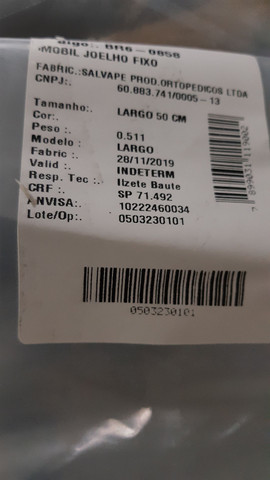 BR6-0858
IMOBIL JOELHO FIXO
FABRIC.:SALVAPE PROD.ORTOPEDICOS LTDA
CNPJ:. 60.883.741/0005-13
Tamanho:. LARGO 50 CM
Cor:.
Peso :. 0.511
Modelo : LARGO
Fabric :. 28/11/2019
Valid :. INDETERM
Resp. Tec :. Ilzete Baute
CRF :. SP 71.492
ANVISA:. 10222460034
Lote/Op:. 0503230101
0503230101